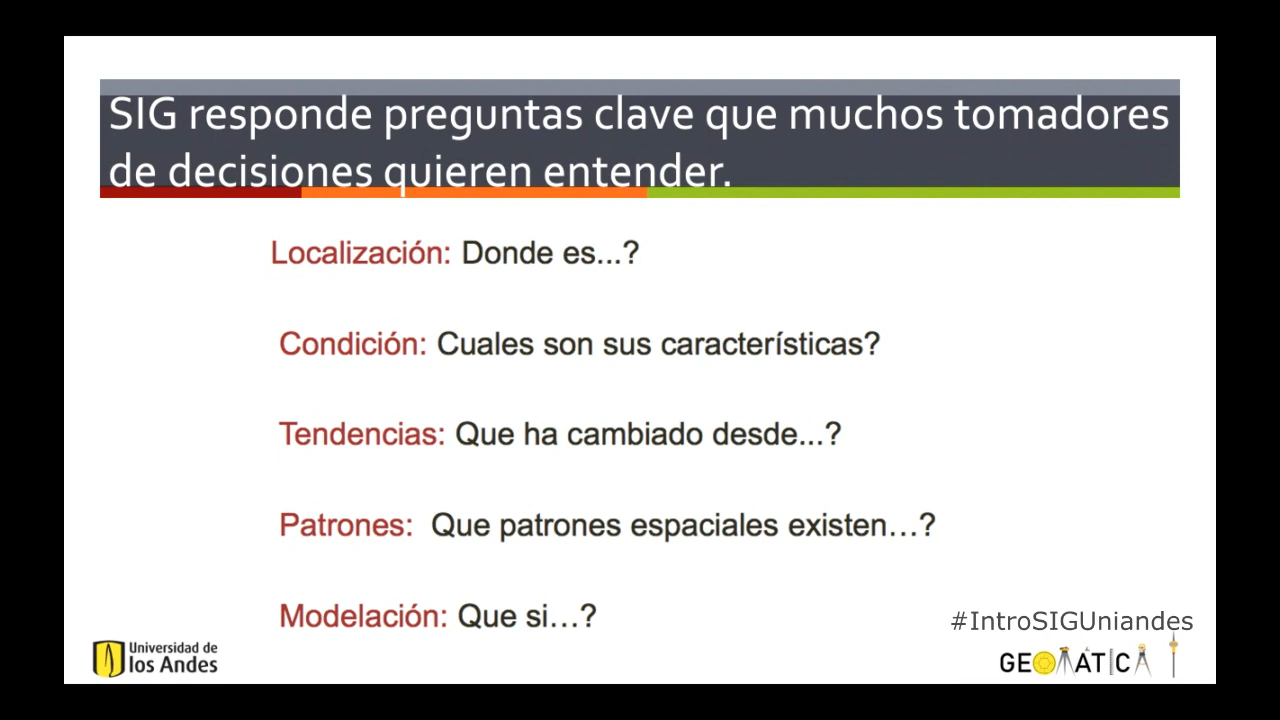 SIG responde preguntas clave que muchos tomadores
de decisiones quieren entender.
Localización: Donde es...?
Condición: Cuales son sus características?
Tendencias: Que ha cambiado desde...?
Patrones: Que patrones espaciales existen…?
Modelación: Que si…?
#IntroSIGUniandes
Universidad de
los Andes
GEOMÁTICA